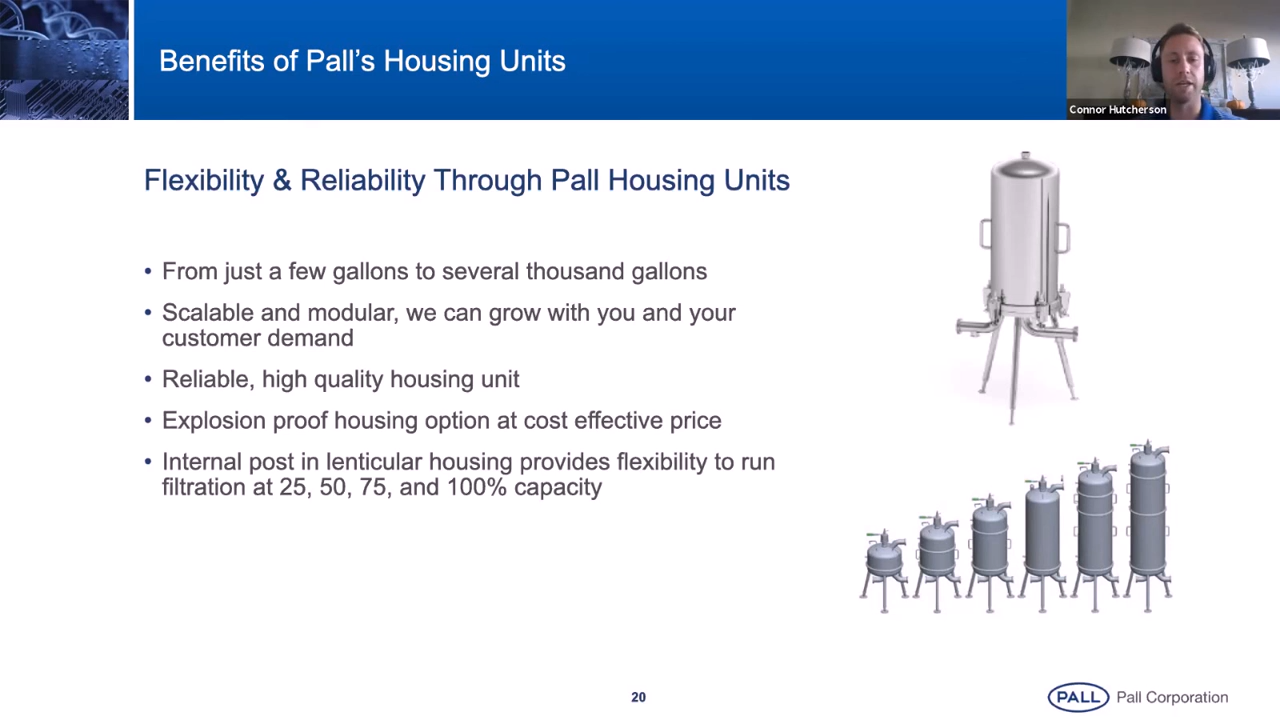 Benefits of Pall's Housing Units
Connor Hutcherson
Flexibility & Reliability Through Pall Housing Units
• From just a few gallons to several thousand gallons
• Scalable and modular, we can grow with you and your
customer demand
• Reliable, high quality housing unit
• Explosion proof housing option at cost effective price
• Internal post in lenticular housing provides flexibility to run
filtration at 25, 50, 75, and 100% capacity
20
PALL Pall Corporation